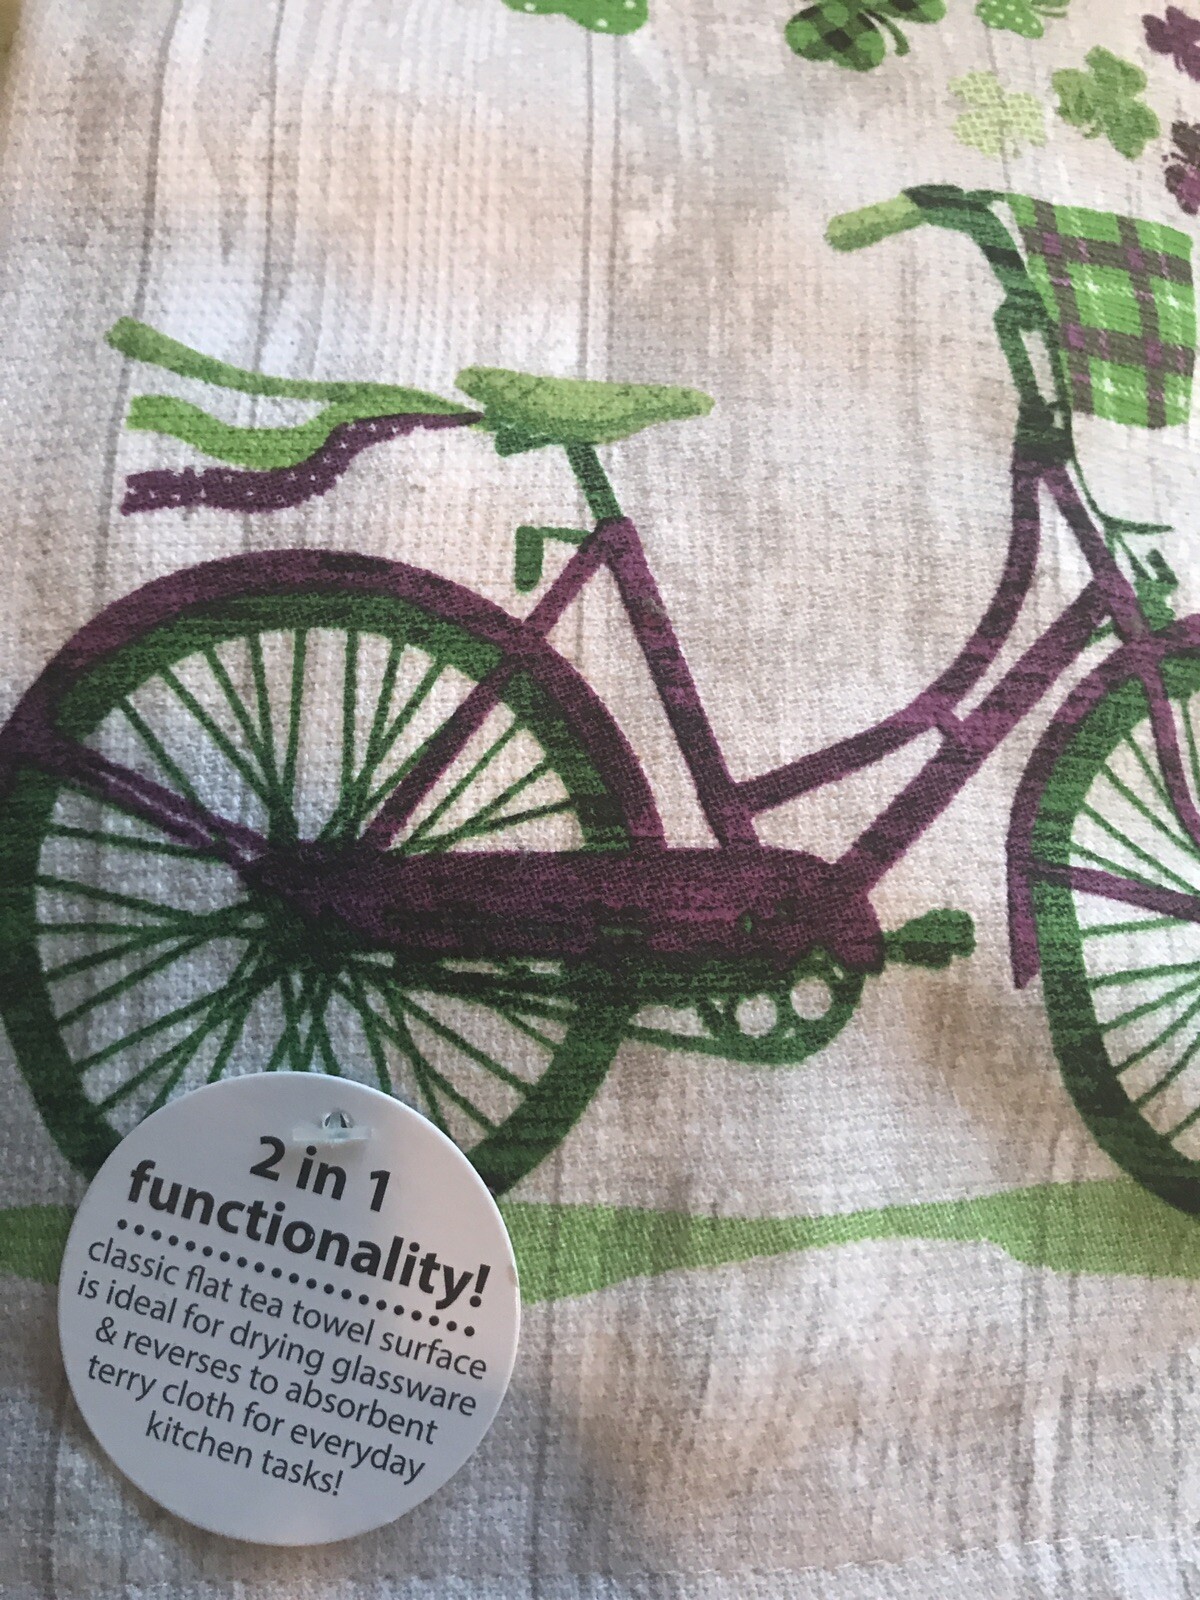 2 in 1
functionality!
classic flat tea towel surface
is ideal for drying glassware
& reverses to absorbent
terry cloth for everyday
kitchen tasks!